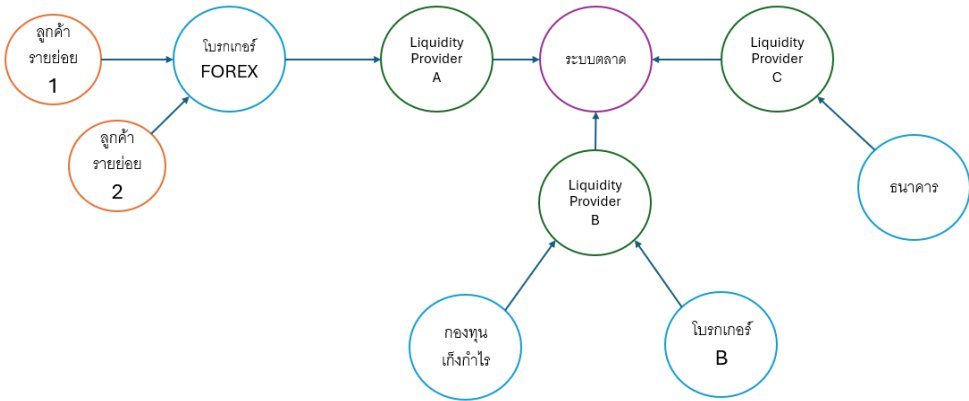 ลูกค้า
รายย่อย
1
โบรกเกอร์
FOREX
Liquidity
Provider
A
ระบบตลาด
Liquidity
Provider
C
ลูกค้า
รายย่อย
2
Liquidity
Provider
B
ธนาคาร
กองทุน
เก็งกำไร
โบรกเกอร์
B